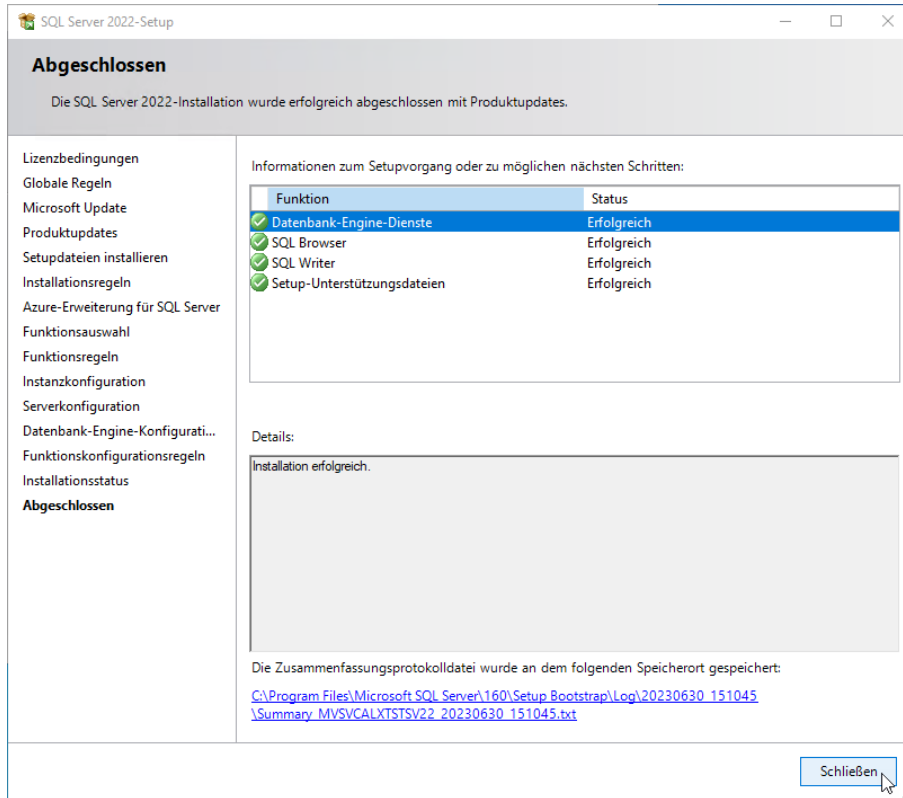 SQL Server 2022-Setup
Abgeschlossen
Die SQL Server 2022-Installation wurde erfolgreich abgeschlossen mit Produktupdates.
Lizenzbedingungen
Globale Regeln
Microsoft Update
Produktupdates
Setupdateien installieren
Installationsregeln
Azure-Erweiterung für SQL Server
Funktionsauswahl
Funktionsregeln
Instanzkonfiguration
Serverkonfiguration
Datenbank-Engine-Konfigurati...
Funktionskonfigurationsregeln
Installationsstatus
Abgeschlossen
Informationen zum Setupvorgang oder zu möglichen nächsten Schritten:
Funktion Status
Datenbank-Engine-Dienste Erfolgreich
SQL Browser Erfolgreich
SQL Writer Erfolgreich
Setup-Unterstützungsdateien Erfolgreich
Details:
Installation erfolgreich.
Die Zusammenfassungsprotokolldatei wurde an dem folgenden Speicherort gespeichert:
C:\Program Files\Microsoft SQL Server\160\Setup Bootstrap\Log\20230630_151045
\Summary_MVSVCALXTSTSV22_20230630_151045.txt
Schließen